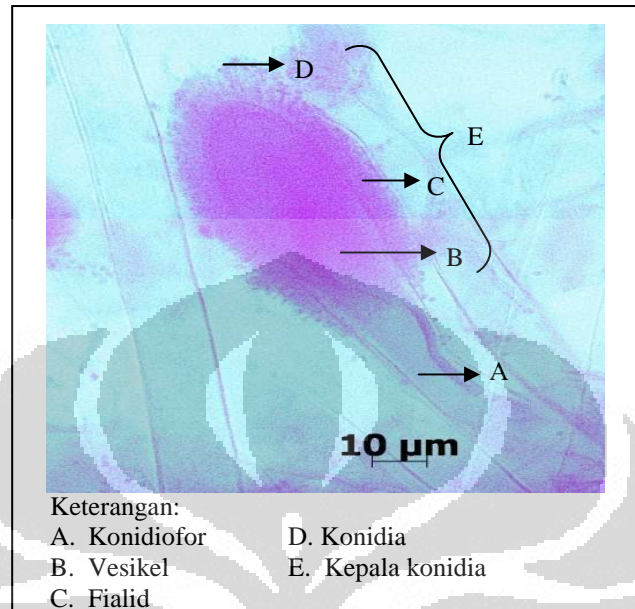 D
E
C
B
A
10 µm
Keterangan:
A. Konidiofor D. Konidia
B. Vesikel E. Kepala konidia
C. Fialid